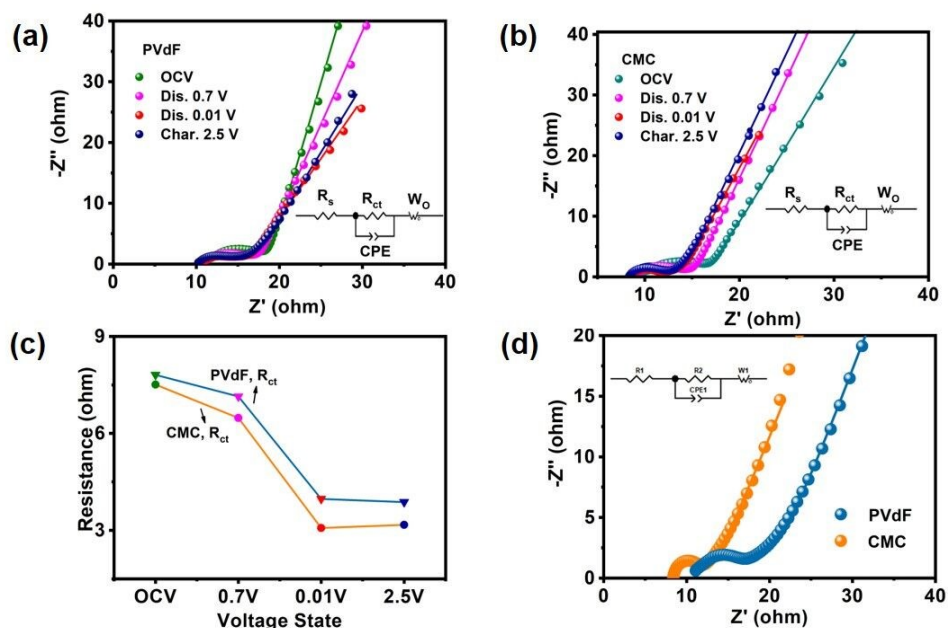 (a)
40
30
20
10
0
-Z'' (ohm)
PVdF
OCV
Dis. 0.7 V
Dis. 0.01 V
Char. 2.5 V
Rs
Rct
Wo
CPE
0 10 20 30 40
Z' (ohm)
(b)
40
30
20
10
0
-Z'' (ohm)
CMC
OCV
Dis. 0.7 V
Dis. 0.01 V
Char. 2.5 V
Rs
Rct
Wo
CPE
10 20 30 40
Z' (ohm)
(c)
9
6
3
Resistance (ohm)
PVdF, Rct
CMC, Rct
OCV 0.7V 0.01V 2.5V
Voltage State
(d)
20
15
10
5
0
-Z'' (ohm)
R1
R2
W1
CPE1
PVdF
CMC
0 10 20 30 40
Z' (ohm)